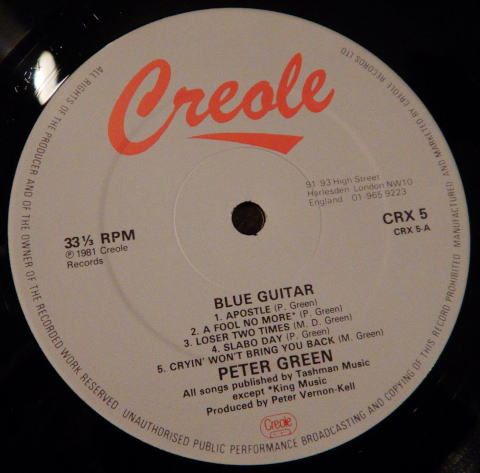 Creole
91-93 High Street
Harlesden London NW10
England 01-965 9223
33⅓ RPM
℗ 1981 Creole
Records
CRX 5
CRX 5-A
BLUE GUITAR
1. APOSTLE (P. Green)
2. A FOOL NO MORE* (P. Green)
3. LOSER TWO TIMES (M. D. Green)
4. SLABO DAY (P. Green)
5. CRYIN' WON'T BRING YOU BACK (M. Green)
PETER GREEN
All songs published by Tashman Music
except *King Music
Produced by Peter Vernon-Kell
Creole
ALL RIGHTS OF THE PRODUCER AND OF THE OWNER OF THE RECORDED WORK RESERVED UNAUTHORISED PUBLIC PERFORMANCE BROADCASTING AND COPYING OF THIS RECORD PROHIBITED MANUFACTURED AND MARKETED BY CREOLE RECORDS LTD